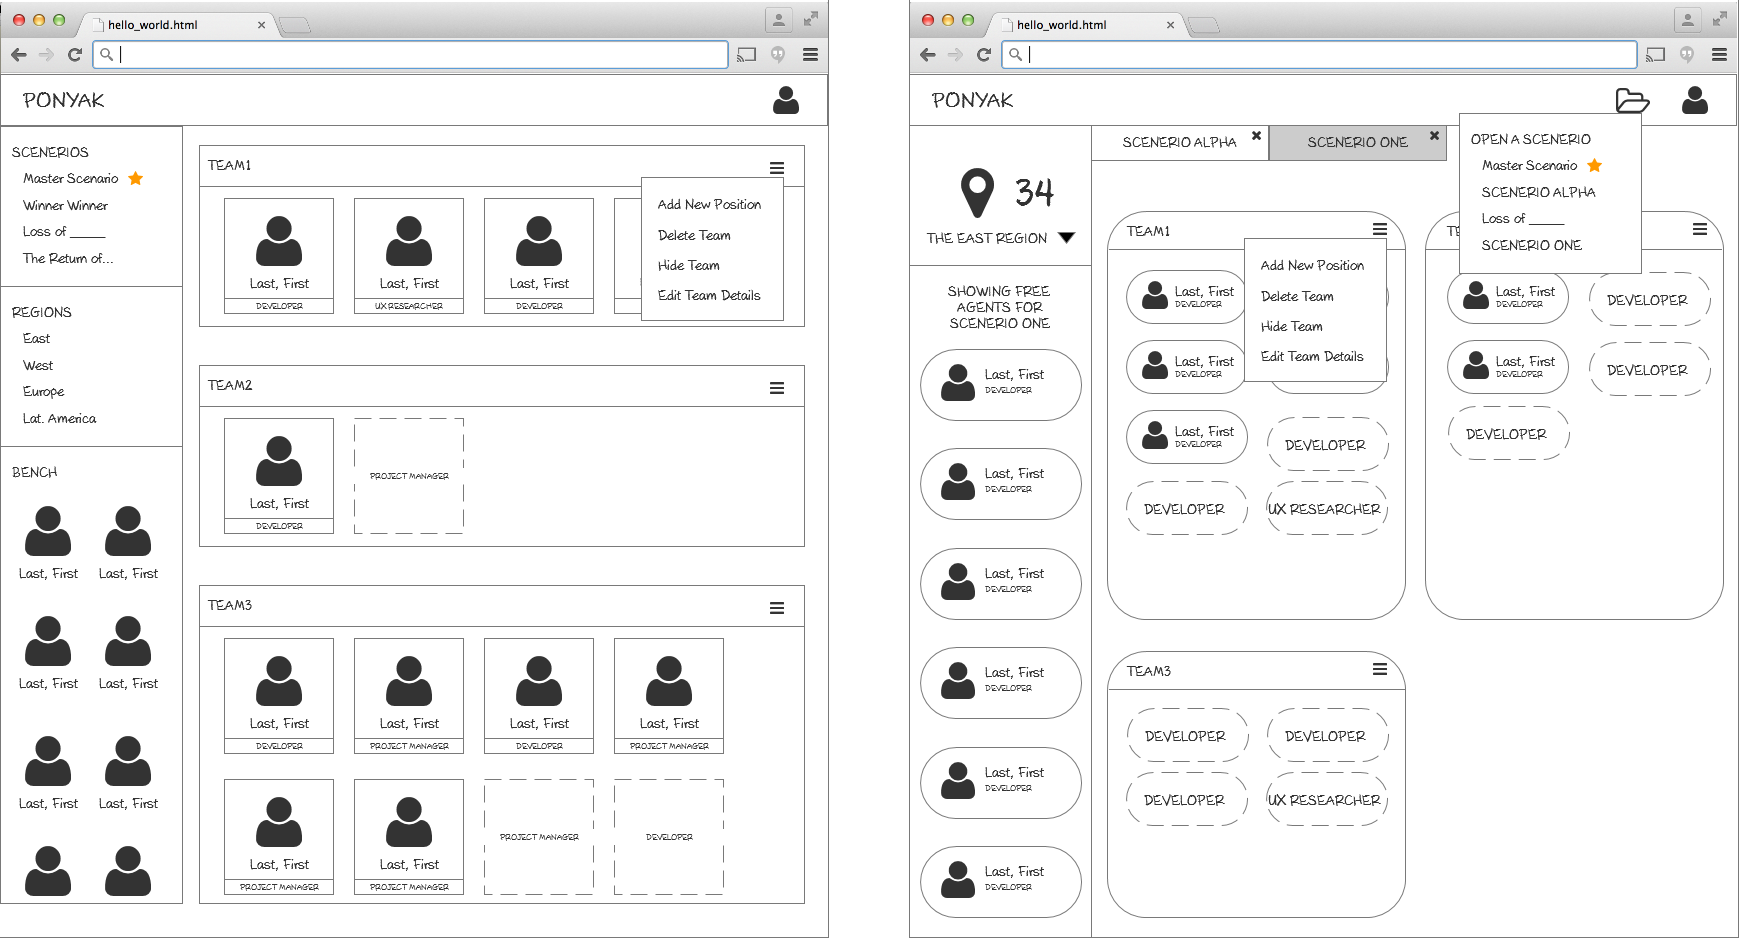 hello_world.html
PONYAK
SCENERIOS
Master Scenario
Winner Winner
Loss of _____
The Return of...
REGIONS
East
West
Europe
Lat. America
BENCH
Last, First Last, First
Last, First Last, First
Last, First Last, First
TEAM1
Add New Position
Delete Team
Hide Team
Edit Team Details
Last, First Last, First Last, First
DEVELOPER UX RESEARCHER DEVELOPER
TEAM2
PROJECT MANAGER
Last, First
DEVELOPER
TEAM3
Last, First Last, First Last, First Last, First
DEVELOPER PROJECT MANAGER DEVELOPER PROJECT MANAGER
PROJECT MANAGER DEVELOPER
Last, First Last, First
PROJECT MANAGER PROJECT MANAGER
hello_world.html
PONYAK
34
THE EAST REGION
SHOWING FREE
AGENTS FOR
SCENERIO ONE
Last, First
DEVELOPER
Last, First
DEVELOPER
Last, First
DEVELOPER
Last, First
DEVELOPER
Last, First
DEVELOPER
Last, First
DEVELOPER
SCENERIO ALPHA SCENERIO ONE
OPEN A SCENERIO
Master Scenario
SCENERIO ALPHA
Loss of _____
SCENERIO ONE
TEAM1
Add New Position
Delete Team
Hide Team
Edit Team Details
Last, First
DEVELOPER
Last, First
DEVELOPER
Last, First
DEVELOPER
DEVELOPER
DEVELOPER UX RESEARCHER
TE
Last, First
DEVELOPER
DEVELOPER
Last, First
DEVELOPER
DEVELOPER
DEVELOPER
TEAM3
DEVELOPER DEVELOPER
DEVELOPER UX RESEARCHER